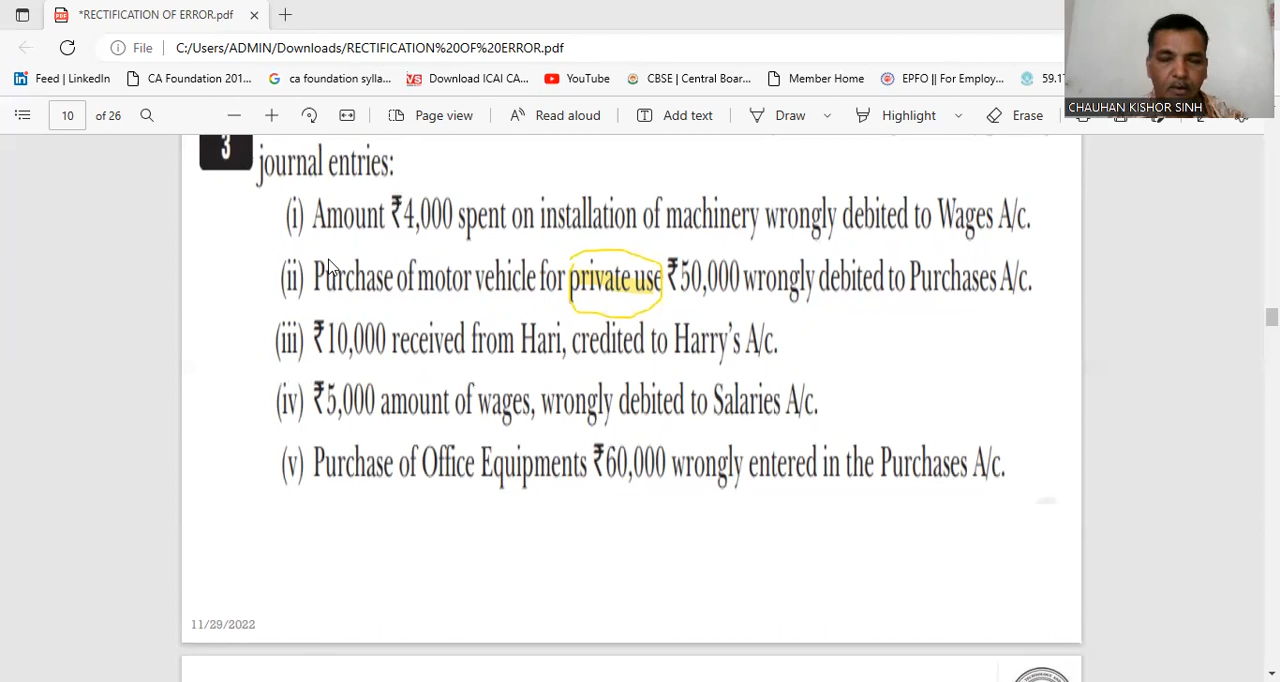 *RECTIFICATION OF ERROR.pdf
File C:/Users/ADMIN/Downloads/RECTIFICATION%20OF%20ERROR.pdf
Feed | LinkedIn CA Foundation 201... ca foundation sylla... Download ICAI CA... YouTube CBSE | Central Boar... Member Home EPFO || For Employ...
CHAUHAN KISHOR SINH
10 of 26 Page view Read aloud Add text Draw Highlight Erase
3
journal entries:
(i) Amount ₹4,000 spent on installation of machinery wrongly debited to Wages A/c.
(ii) Purchase of motor vehicle for private use ₹50,000 wrongly debited to Purchases A/c.
(iii) ₹10,000 received from Hari, credited to Harry's A/c.
(iv) ₹5,000 amount of wages, wrongly debited to Salaries A/c.
(v) Purchase of Office Equipments ₹60,000 wrongly entered in the Purchases A/c.
11/29/2022